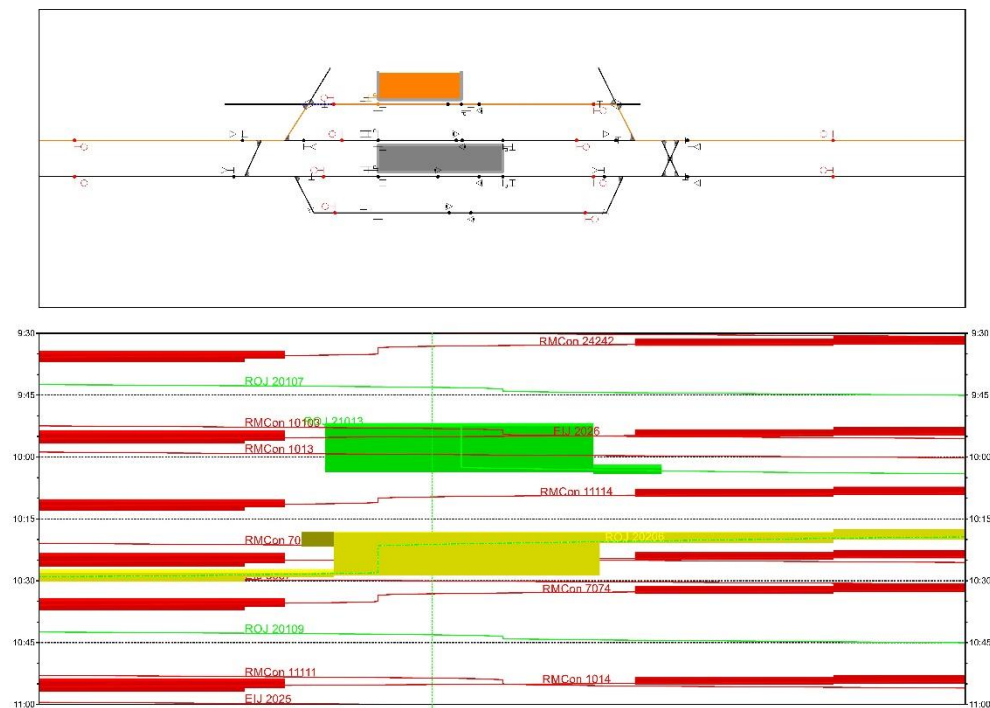 9:30 9:30
RMCon 24242
ROJ 20107
9:45 9:45
RMCon 10103
ROJ 21013
EIJ 2026
RMCon 1013
10:00 10:00
RMCon 11114
10:15 10:15
RMCon 70
ROJ 20206
10:30 10:30
RMCon 7074
ROJ 20109
10:45 10:45
RMCon 11111
RMCon 1014
EIJ 2025
11:00 11:00